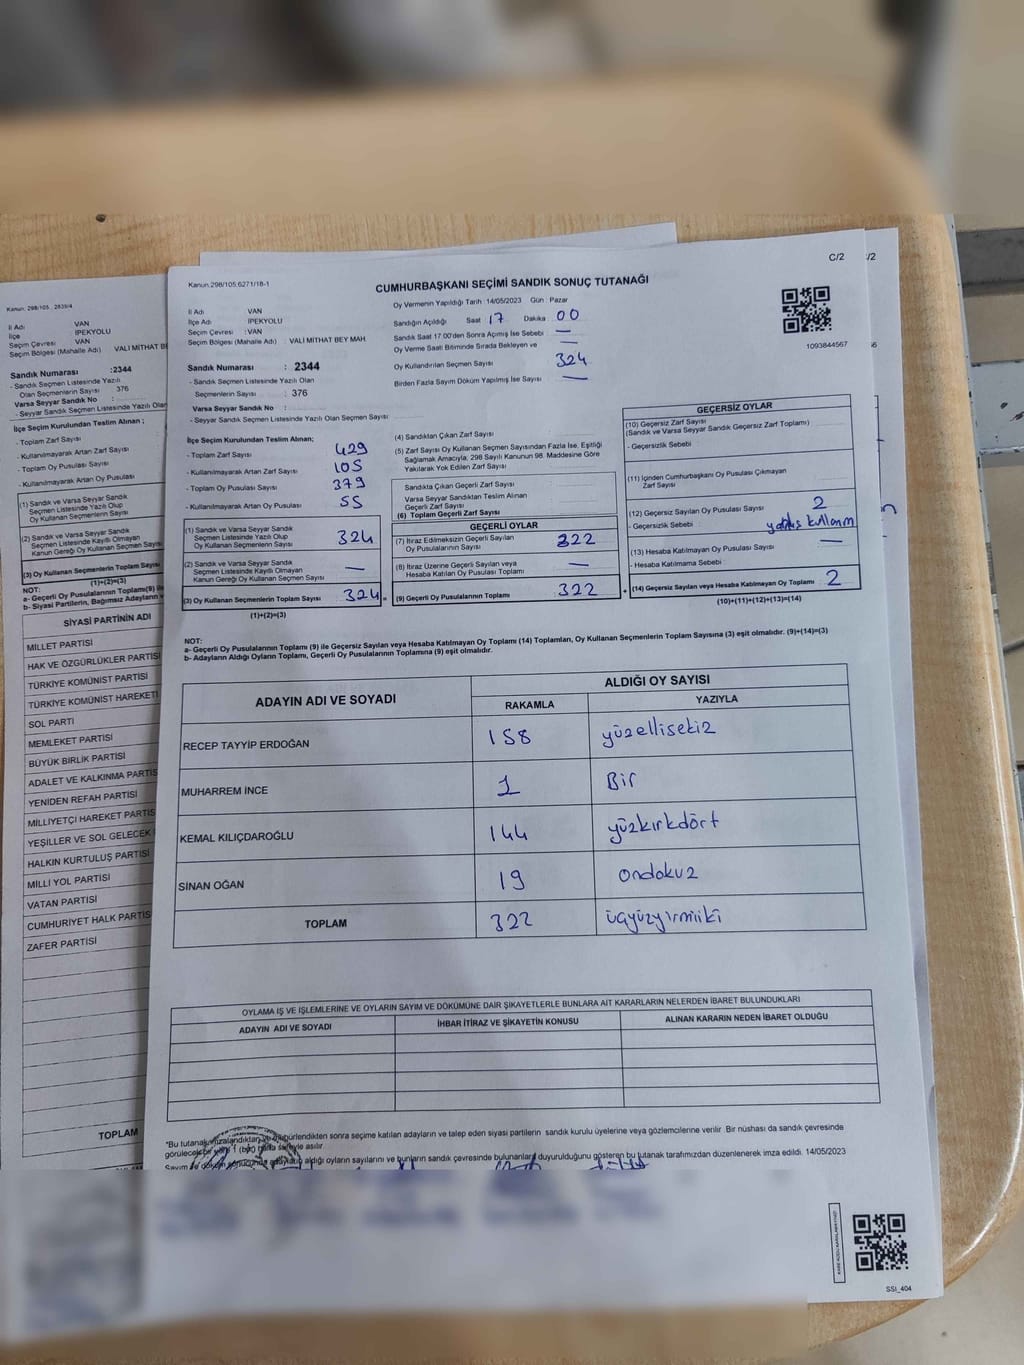 C/2
/2
Kanun.298/105.6271/18-1
CUMHURBAŞKANI SEÇİMİ SANDIK SONUÇ TUTANAĞI
İl Adı VAN
İlçe Adı İPEKYOLU
Seçim Çevresi : VAN
Seçim Bölgesi (Mahalle Adı) : VALİ MİTHAT BEY MAH
Sandık Numarası : 2344
- Sandık Seçmen Listesinde Yazılı Olan
Seçmenlerin Sayısı : 376
Varsa Seyyar Sandık No :
- Seyyar Sandık Listesinde Yazılı Olan Seçmen Sayısı
Oy Vermenin Yapıldığı Tarih : 14/05/2023 Gün : Pazar
Sandığın Açıldığı Saat 17 Dakika 00
Sandık Saat 17:00'den Sonra Açılmış İse Sebebi —
Oy Verme Saati Bitiminde Sırada Bekleyen ve —
Oy Kullandırılan Seçmen Sayısı 324
Birden Fazla Sayım Döküm Yapılmış İse Sayısı —
1093844567
İlçe Seçim Kurulundan Teslim Alınan;
- Toplam Zarf Sayısı 429
- Kullanılmayarak Artan Zarf Sayısı 105
- Toplam Oy Pusulası Sayısı 379
- Kullanılmayarak Artan Oy Pusulası Sayısı 55
(1) Sandık ve Varsa Seyyar Sandık
Seçmen Listesinde Yazılı Olup
Oy Kullanan Seçmenlerin Sayısı 324
(2) Sandık ve Varsa Seyyar Sandık
Seçmen Listesinde Kayıtlı Olmayan
Kanun Gereği Oy Kullanan Seçmen Sayısı —
(3) Oy Kullanan Seçmenlerin Toplam Sayısı 324
(1)+(2)=(3)
(4) Sandıktan Çıkan Zarf Sayısı
(5) Zarf Sayısı Oy Kullanan Seçmen Sayısından Fazla İse, Eşitliği
Sağlamak Amacıyla, 298 Sayılı Kanunun 98. Maddesine Göre
Yakılarak Yok Edilen Zarf Sayısı
Sandıkta Çıkan Geçerli Zarf Sayısı
Varsa Seyyar Sandıktan Teslim Alınan
Geçerli Zarf Sayısı
(6) Toplam Geçerli Zarf Sayısı
GEÇERLİ OYLAR
(7) İtiraz Edilmeksizin Geçerli Sayılan
Oy Pusulalarının Sayısı 322
(8) İtiraz Üzerine Geçerli Sayılan veya
Hesaba Katılan Oy Pusulası Toplamı —
(9) Geçerli Oy Pusulalarının Toplamı 322
GEÇERSİZ OYLAR
(10) Geçersiz Zarf Sayısı
(Sandık ve Varsa Seyyar Sandık Geçersiz Zarf Toplamı)
- Geçersizlik Sebebi
(11) İçinden Cumhurbaşkanı Oy Pusulası Çıkmayan
Zarf Sayısı
(12) Geçersiz Sayılan Oy Pusulası Sayısı 2
- Geçersizlik Sebebi yanlış kullanım
(13) Hesaba Katılmayan Oy Pusulası Sayısı —
- Hesaba Katılmama Sebebi
(14) Geçersiz Sayılan veya Hesaba Katılmayan Oy Toplamı 2
(10)+(11)+(12)+(13)=(14)
NOT:
a- Geçerli Oy Pusulalarının Toplamı (9) ile Geçersiz Sayılan veya Hesaba Katılmayan Oy Toplamı (14) Toplamları, Oy Kullanan Seçmenlerin Toplam Sayısına (3) eşit olmalıdır. (9)+(14)=(3)
b- Adayların Aldığı Oyların Toplamı, Geçerli Oy Pusulalarının Toplamına (9) eşit olmalıdır.
ADAYIN ADI VE SOYADI ALDIĞI OY SAYISI
RAKAMLA YAZIYLA
RECEP TAYYİP ERDOĞAN 158 yüzellisekiz
MUHARREM İNCE 1 Bir
KEMAL KILIÇDAROĞLU 144 yüzkırkdört
SİNAN OĞAN 19 ondokuz
TOPLAM 322 üçyüzyirmiiki
OYLAMA İŞ VE İŞLEMLERİNE VE OYLARIN SAYIM VE DÖKÜMÜNE DAİR ŞİKAYETLERLE BUNLARA AİT KARARLARIN NELERDEN İBARET BULUNDUKLARI
ADAYIN ADI VE SOYADI İHBAR İTİRAZ VE ŞİKAYETİN KONUSU ALINAN KARARIN NEDEN İBARET OLDUĞU
sonra seçime katılan adayların ve talep eden siyasi partilerin sandık kurulu üyelerine veya gözlemcilerine verilir. Bir nüshası da sandık çevresinde
aldığı oyların sayılarını ve bunların sandık çevresinde bulunanlara duyurulduğunu gösteren bu tutanak tarafımızdan düzenlenerek imza edildi. 14/05/2023
SSI_404
Kanun. 298/105 . 2839/4
İl Adı VAN
İlçe İPEKYOLU
Seçim Çevresi VAN
Seçim Bölgesi (Mahalle Adı) VALİ MİTHAT BE
Sandık Numarası :2344
- Sandık Seçmen Listesinde Yazılı
Olan Seçmenlerin Sayısı 376
Varsa Seyyar Sandık No :
- Seyyar Sandık Listesinde Yazılı Olan
İlçe Seçim Kurulundan Teslim Alınan ;
- Toplam Zarf Sayısı
- Kullanılmayarak Artan Zarf Sayısı
- Toplam Oy Pusulası Sayısı
- Kullanılmayarak Artan Oy Pusulası
(1) Sandık ve Varsa Seyyar Sandık
Seçmen Listesinde Yazılı Olup
Oy Kullanan Seçmenlerin Sayısı
(2) Sandık ve Varsa Seyyar Sandık
Seçmen Listesinde Kayıtlı Olmayan
Kanun Gereği Oy Kullanan Seçmen Sayısı
(3) Oy Kullanan Seçmenlerin Toplam Sayısı
(1)+(2)=(3)
NOT:
a- Geçerli Oy Pusulalarının Toplamı(9)
b- Siyasi Partilerin, Bağımsız Adayların
SİYASİ PARTİNİN ADI
MİLLET PARTİSİ
HAK VE ÖZGÜRLÜKLER PARTİSİ
TÜRKİYE KOMÜNİST PARTİSİ
TÜRKİYE KOMÜNİST HAREKETİ
SOL PARTİ
MEMLEKET PARTİSİ
BÜYÜK BİRLİK PARTİSİ
ADALET VE KALKINMA PARTİS
YENİDEN REFAH PARTİSİ
MİLLİYETÇİ HAREKET PARTİS
YEŞİLLER VE SOL GELECEK
HALKIN KURTULUŞ PARTİSİ
MİLLİ YOL PARTİSİ
VATAN PARTİSİ
CUMHURİYET HALK PARTİS
ZAFER PARTİSİ
TOPLAM